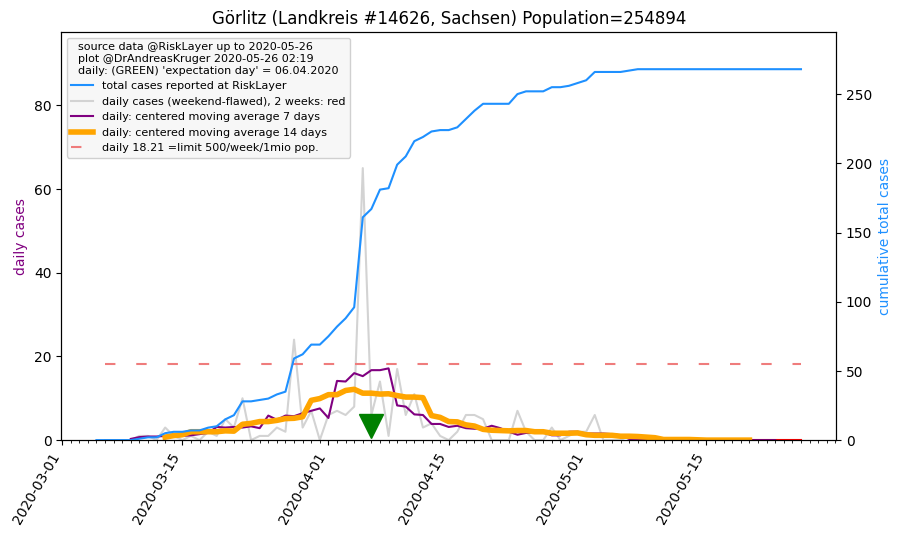 Görlitz (Landkreis #14626, Sachsen) Population=254894
source data @RiskLayer up to 2020-05-26
plot @DrAndreasKruger 2020-05-26 02:19
daily: (GREEN) 'expectation day' = 06.04.2020
total cases reported at RiskLayer
daily cases (weekend-flawed), 2 weeks: red
daily: centered moving average 7 days
daily: centered moving average 14 days
daily 18.21 =limit 500/week/1mio pop.
daily cases
80
60
40
20
0
cumulative total cases
250
200
150
100
50
0
2020-03-01
2020-03-15
2020-04-01
2020-04-15
2020-05-01
2020-05-15